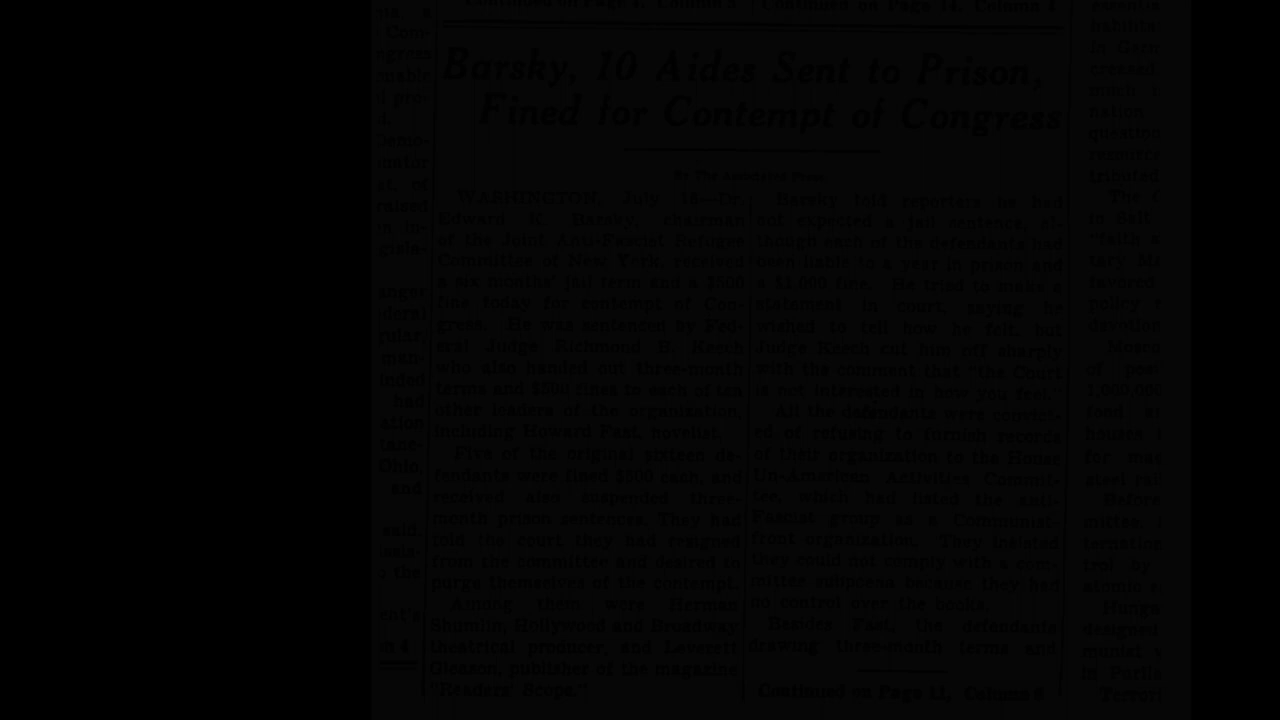 Continued on Page 14, Column 4
Barsky, 10 Aides Sent to Prison,
Fined for Contempt of Congress
By The Associated Press.
WASHINGTON, July 16—Dr.
Edward K. Barsky, chairman
of the Joint Anti-Fascist Refugee
Committee of New York, received
a six months' jail term and a $500
fine today for contempt of Con-
gress. He was sentenced by Fed-
eral Judge Richmond B. Keech
who also handed out three-month
terms and $500 fines to each of ten
other leaders of the organization,
including Howard Fast, novelist.
Five of the original sixteen de-
fendants were fined $500 each, and
received also suspended three-
month prison sentences. They had
told the court they had resigned
from the committee and desired to
purge themselves of the contempt.
Among them were Herman
Shumlin, Hollywood and Broadway
theatrical producer, and Leverett
Gleason, publisher of the magazine
"Readers' Scope."
Barsky told reporters he had
not expected a jail sentence, al-
though each of the defendants had
been liable to a year in prison and
a $1,000 fine. He tried to make a
statement in court, saying he
wished to tell how he felt, but
Judge Keech cut him off sharply
with the comment that "the Court
is not interested in how you feel."
All the defendants were convict-
ed of refusing to furnish records
of their organization to the House
Un-American Activities Commit-
tee, which had listed the anti-
Fascist group as a Communist-
front organization. They insisted
they could not comply with a com-
mittee subpoena because they had
no control over the books.
Besides Fast, the defendants
drawing three-month terms and
Continued on Page 11, Column 6